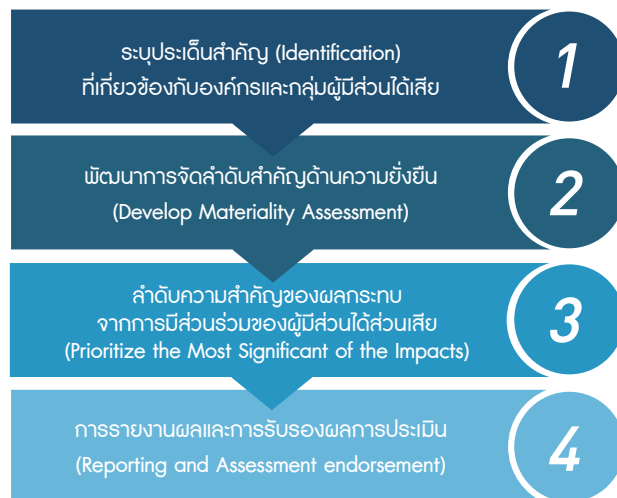 ระบุประเด็นสำคัญ (Identification)
ที่เกี่ยวข้องกับองค์กรและกลุ่มผู้มีส่วนได้เสีย
1
พัฒนาการจัดลำดับสำคัญด้านความยั่งยืน
(Develop Materiality Assessment)
2
ลำดับความสำคัญของผลกระทบ
จากการมีส่วนร่วมของผู้มีส่วนได้ส่วนเสีย
(Prioritize the Most Significant of the Impacts)
3
การรายงานผลและการรับรองผลการประเมิน
(Reporting and Assessment endorsement)
4